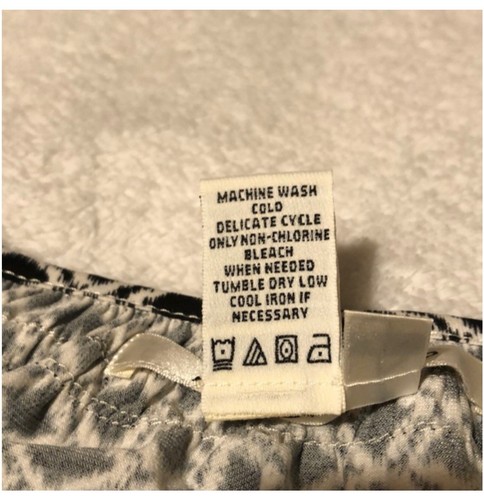 MACHINE WASH
COLD
DELICATE CYCLE
ONLY NON-CHLORINE
BLEACH
WHEN NEEDED
TUMBLE DRY LOW
COOL IRON IF
NECESSARY